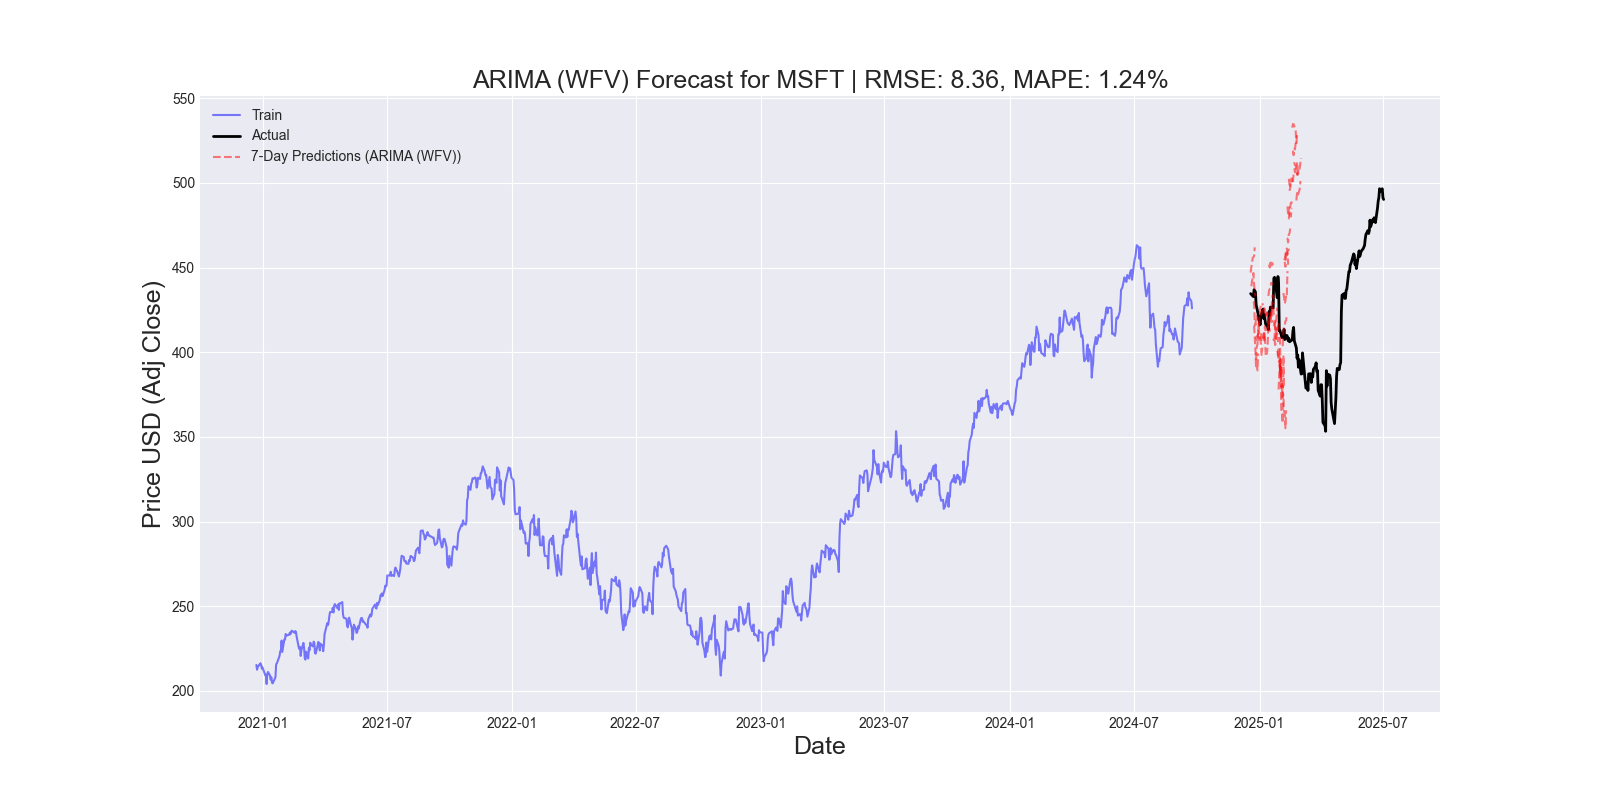 ARIMA (WFV) Forecast for MSFT | RMSE: 8.36, MAPE: 1.24%
Train
Actual
7-Day Predictions (ARIMA (WFV))
Price USD (Adj Close)
550
500
450
400
350
300
250
200
2021-01 2021-07 2022-01 2022-07 2023-01 2023-07 2024-01 2024-07 2025-01 2025-07
Date